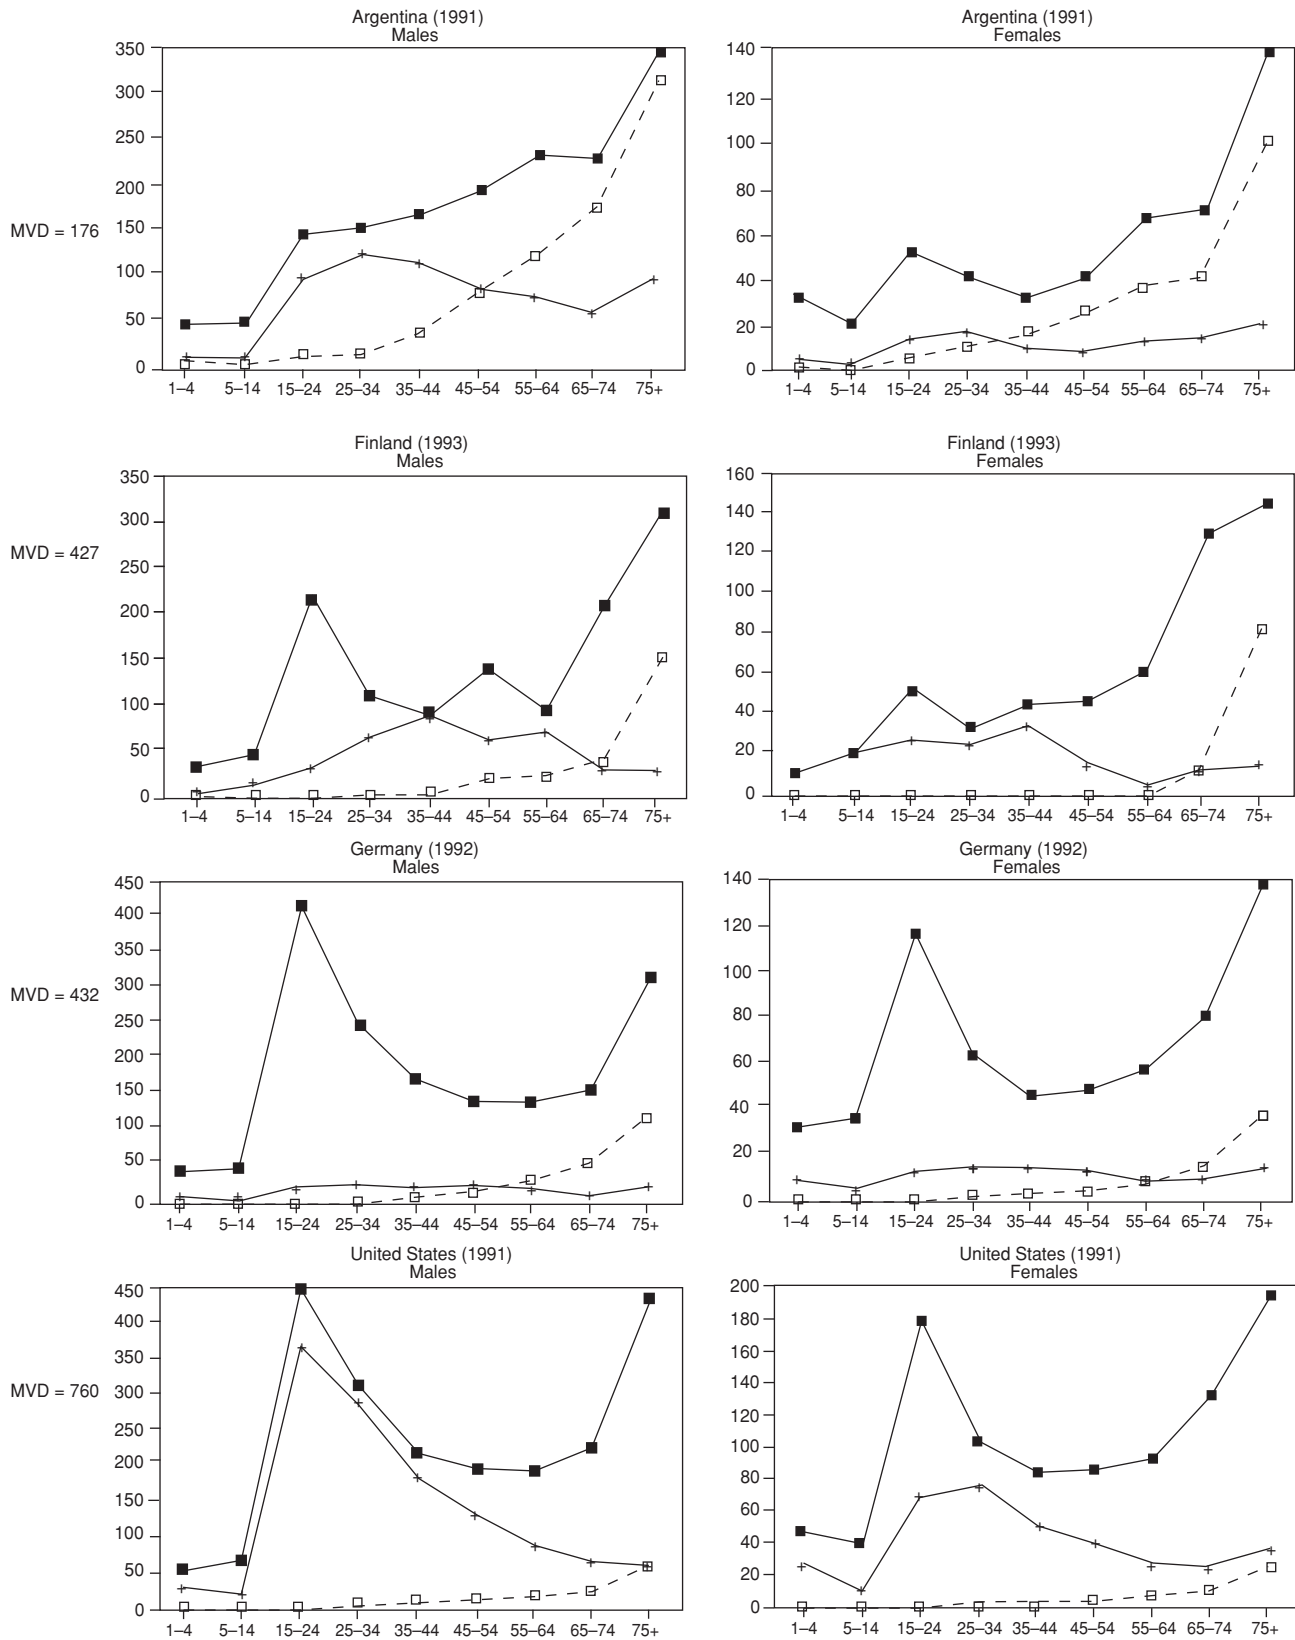 Argentina (1991)
Males
350
300
250
200
150
100
50
0
MVD = 176
1–4 5–14 15–24 25–34 35–44 45–54 55–64 65–74 75+
Argentina (1991)
Females
140
120
100
80
60
40
20
0
1–4 5–14 15–24 25–34 35–44 45–54 55–64 65–74 75+
Finland (1993)
Males
350
300
250
200
150
100
50
0
MVD = 427
1–4 5–14 15–24 25–34 35–44 45–54 55–64 65–74 75+
Finland (1993)
Females
160
140
120
100
80
60
40
20
0
1–4 5–14 15–24 25–34 35–44 45–54 55–64 65–74 75+
Germany (1992)
Males
450
400
350
300
250
200
150
100
50
0
MVD = 432
1–4 5–14 15–24 25–34 35–44 45–54 55–64 65–74 75+
Germany (1992)
Females
140
120
100
80
60
40
20
0
1–4 5–14 15–24 25–34 35–44 45–54 55–64 65–74 75+
United States (1991)
Males
450
400
350
300
250
200
150
100
50
0
MVD = 760
1–4 5–14 15–24 25–34 35–44 45–54 55–64 65–74 75+
United States (1991)
Females
200
180
160
140
120
100
80
60
40
20
0
1–4 5–14 15–24 25–34 35–44 45–54 55–64 65–74 75+